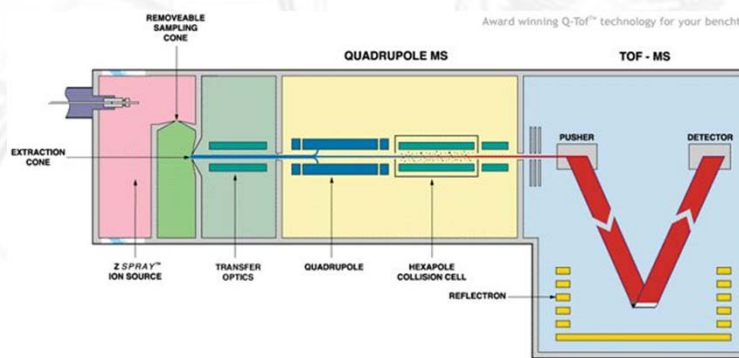 Award winning Q-Tof™ technology for your bencht
REMOVEABLE
SAMPLING
CONE
QUADRUPOLE MS
TOF - MS
PUSHER
DETECTOR
EXTRACTION
CONE
Z SPRAY™
ION SOURCE
TRANSFER
OPTICS
QUADRUPOLE
HEXAPOLE
COLLISION CELL
REFLECTRON